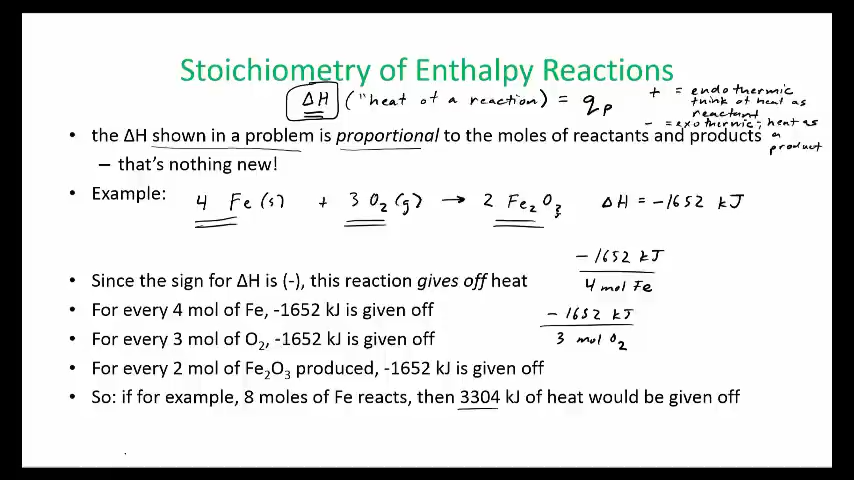 Stoichiometry of Enthalpy Reactions
ΔH ("heat of a reaction) = qp
+ = endothermic
think of heat as
reactant
- = exothermic; heat as
a
product
• the ΔH shown in a problem is proportional to the moles of reactants and products
– that's nothing new!
• Example:
4 Fe(s) + 3 O₂(g) → 2 Fe₂O₃ ΔH = -1652 kJ
-1652 kJ
4 mol Fe
• Since the sign for ΔH is (-), this reaction gives off heat
• For every 4 mol of Fe, -1652 kJ is given off
-1652 kJ
3 mol O₂
• For every 3 mol of O₂, -1652 kJ is given off
• For every 2 mol of Fe₂O₃ produced, -1652 kJ is given off
• So: if for example, 8 moles of Fe reacts, then 3304 kJ of heat would be given off